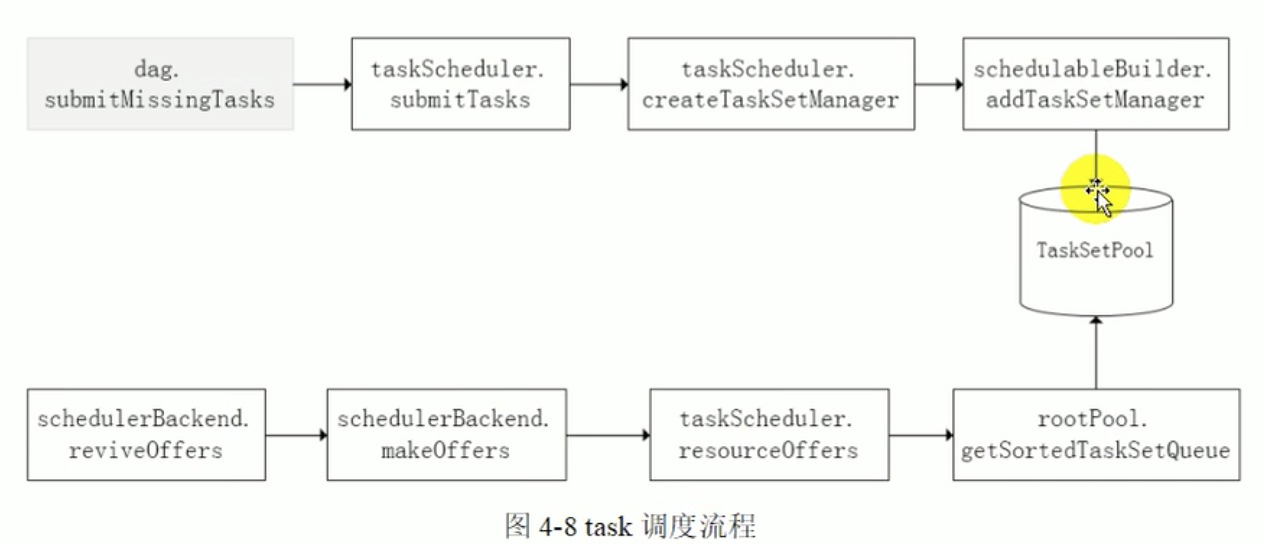 dag.
submitMissingTasks
taskScheduler.
submitTasks
taskScheduler.
createTaskSetManager
schedulableBuilder.
addTaskSetManager
TaskSetPool
schedulerBackend.
reviveOffers
schedulerBackend.
makeOffers
taskScheduler.
resourceOffers
rootPool.
getSortedTaskSetQueue
图 4-8 task 调度流程